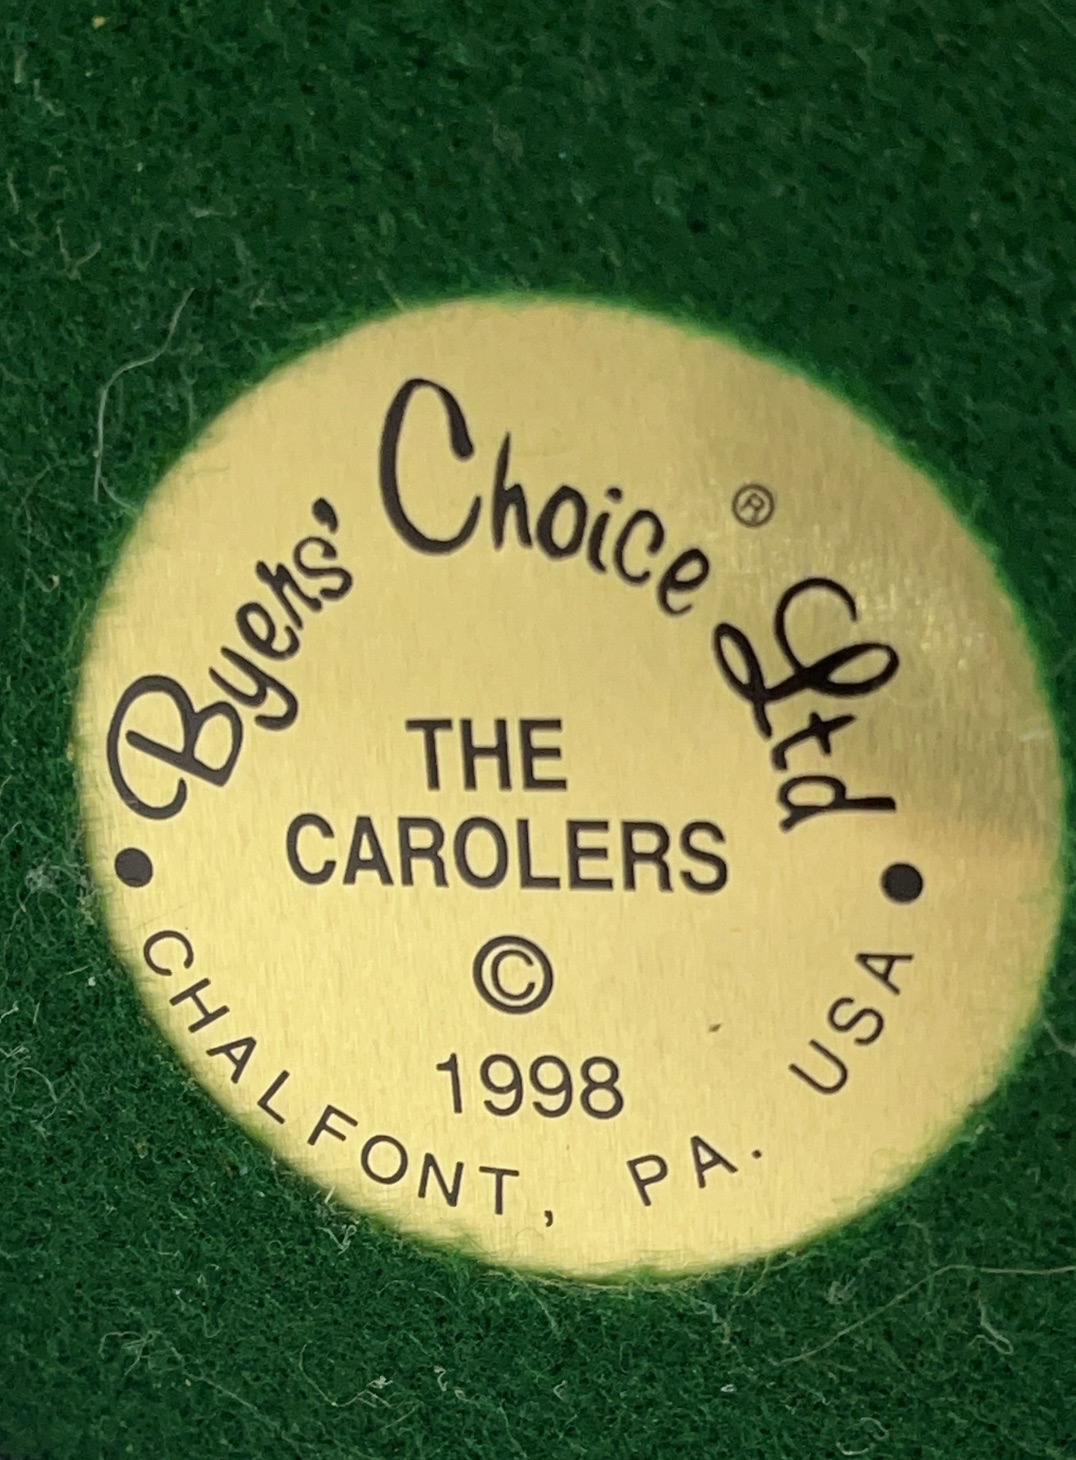 Byers' Choice® Ltd
THE
CAROLERS
©
1998
CHALFONT, PA. USA